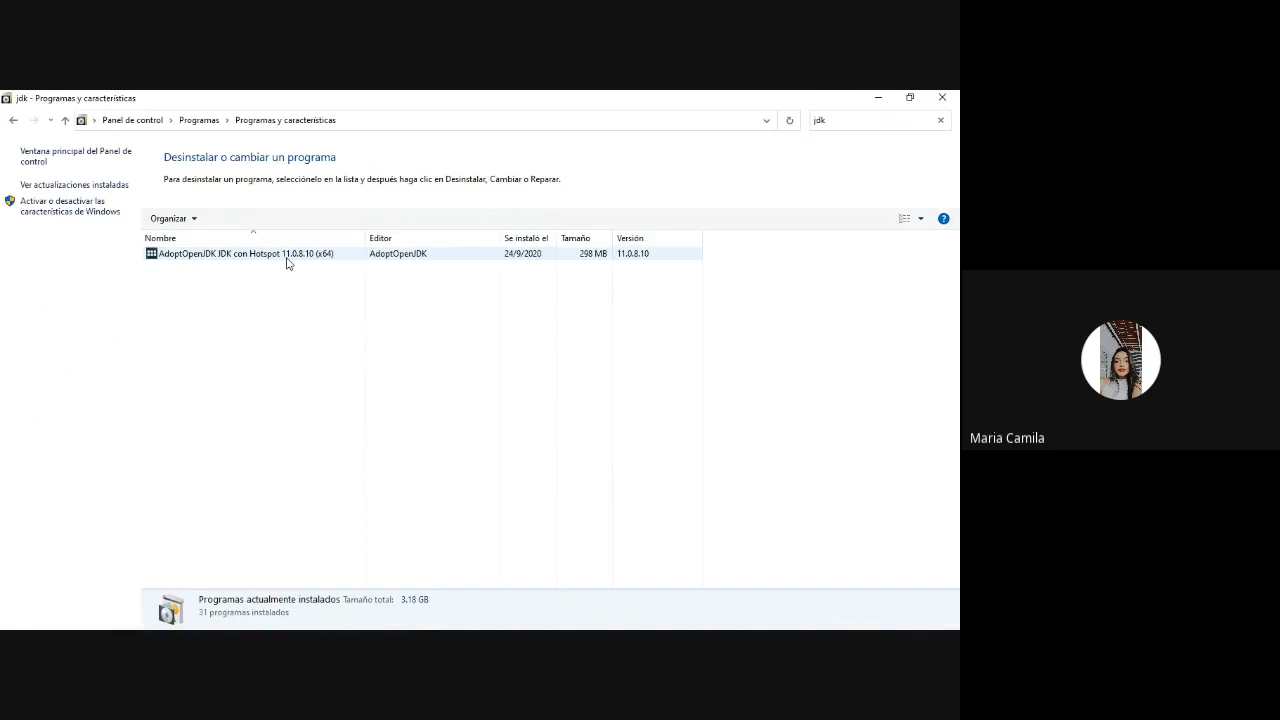 jdk - Programas y características
Panel de control
Programas
Programas y características
jdk
Ventana principal del Panel de
control
Ver actualizaciones instaladas
Activar o desactivar las
características de Windows
Desinstalar o cambiar un programa
Para desinstalar un programa, selecciónelo en la lista y después haga clic en Desinstalar, Cambiar o Reparar.
Organizar
Nombre Editor Se instaló el Tamaño Versión
AdoptOpenJDK JDK con Hotspot 11.0.8.10 (x64) AdoptOpenJDK 24/9/2020 298 MB 11.0.8.10
Programas actualmente instalados Tamaño total: 3.18 GB
31 programas instalados
Maria Camila